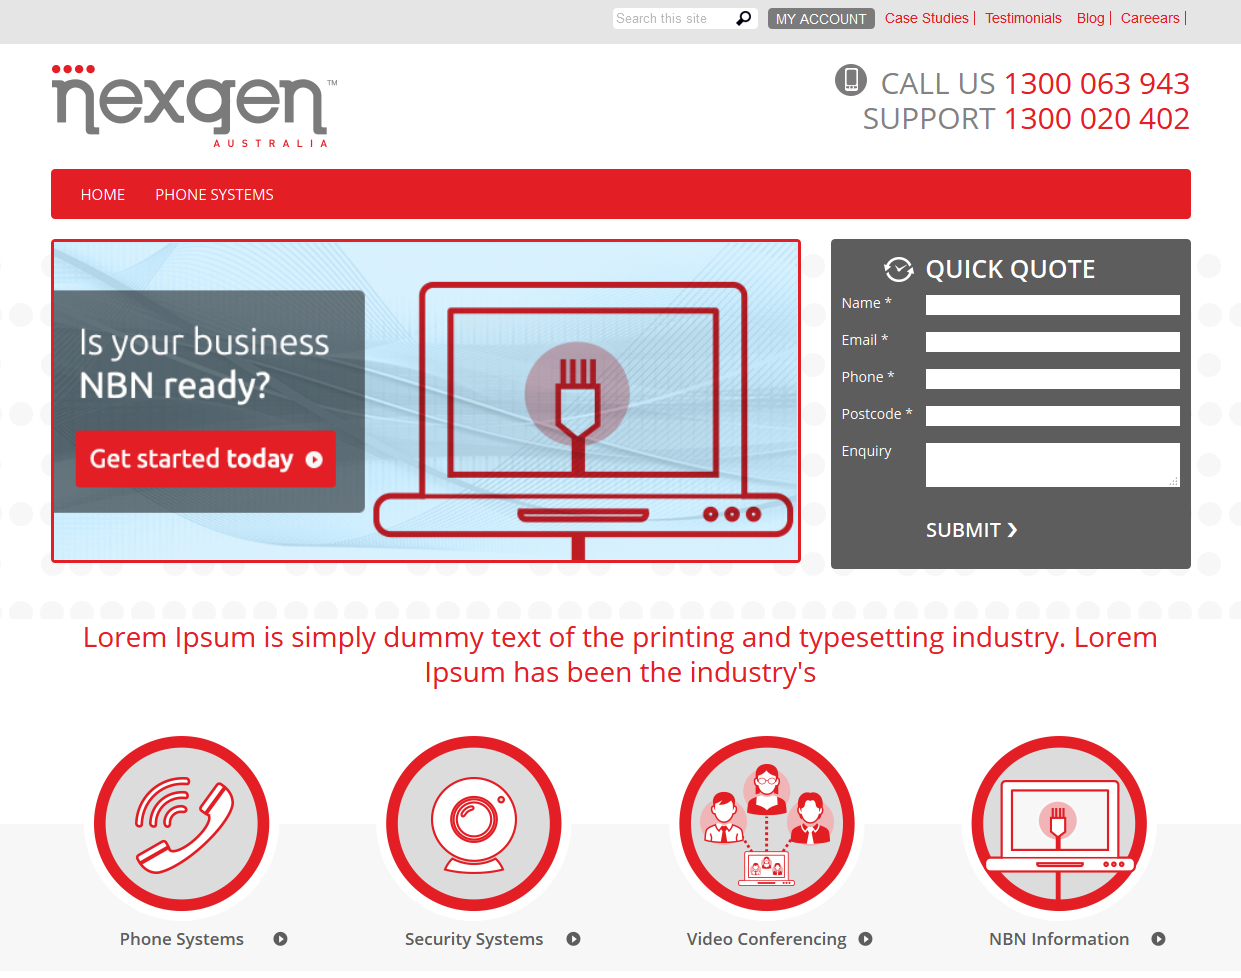 Search this site
MY ACCOUNT
Case Studies |
Testimonials
Blog |
Careears |
nexgen ™
AUSTRALIA
CALL US 1300 063 943
SUPPORT 1300 020 402
HOME
PHONE SYSTEMS
Is your business
NBN ready?
Get started today
QUICK QUOTE
Name *
Email *
Phone *
Postcode *
Enquiry
SUBMIT ❯
Lorem Ipsum is simply dummy text of the printing and typesetting industry. Lorem
Ipsum has been the industry's
Phone Systems
Security Systems
Video Conferencing
NBN Information